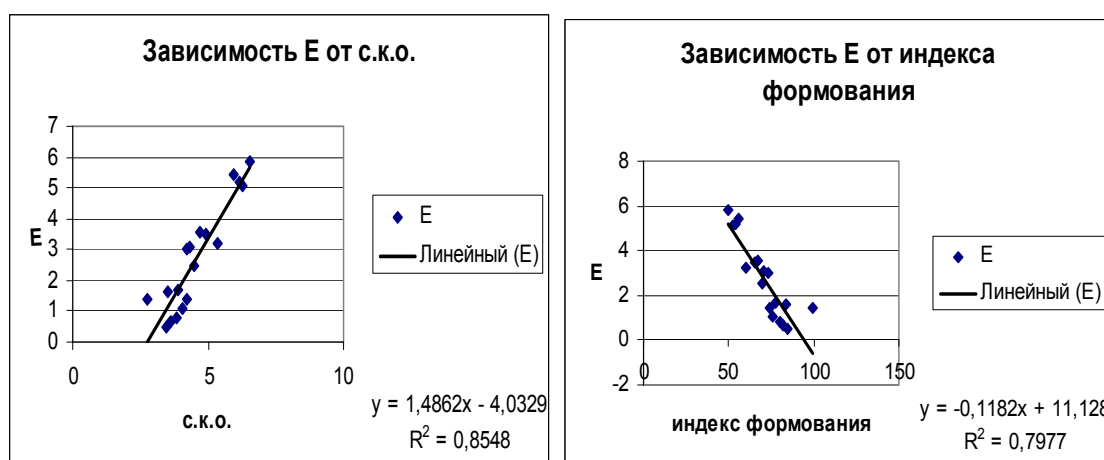 Зависимость Е от с.к.о.
7
6
5
4
3
2
1
0
Е
0 5 10
с.к.о.
Е
Линейный (Е)
y = 1,4862x - 4,0329
R² = 0,8548
Зависимость Е от индекса
формования
8
6
4
2
0
-2
Е
0 50 100 150
индекс формования
Е
Линейный (Е)
y = -0,1182x + 11,128
R² = 0,7977